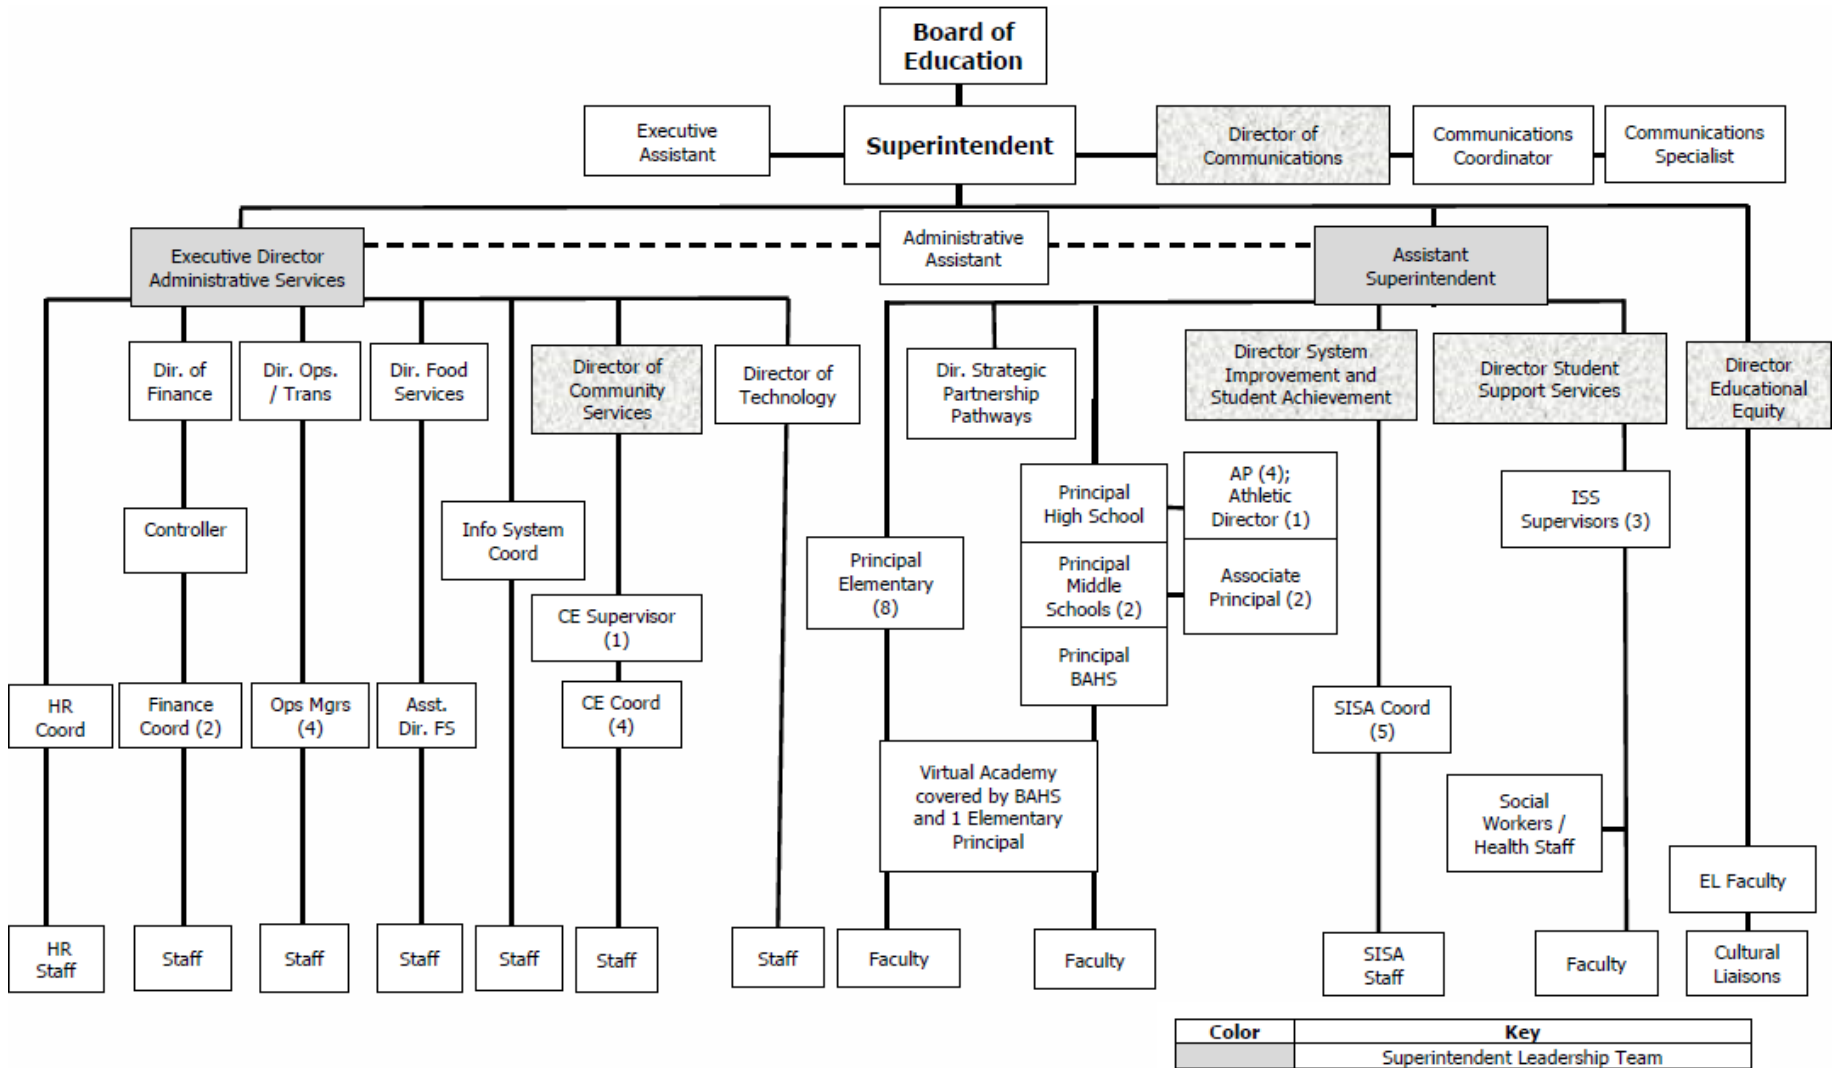 Board of
Education
Executive
Assistant
Superintendent
Director of
Communications
Communications
Coordinator
Communications
Specialist
Executive Director
Administrative Services
Administrative
Assistant
Assistant
Superintendent
Dir. of
Finance
Dir. Ops.
/ Trans
Dir. Food
Services
Director of
Community
Services
Director of
Technology
Dir. Strategic
Partnership
Pathways
Director System
Improvement and
Student Achievement
Director Student
Support Services
Director
Educational
Equity
Controller
Info System
Coord
Principal
Elementary
(8)
Principal
High School
AP (4);
Athletic
Director (1)
Principal
Middle
Schools (2)
Associate
Principal (2)
Principal
BAHS
ISS
Supervisors (3)
CE Supervisor
(1)
HR
Coord
Finance
Coord (2)
Ops Mgrs
(4)
Asst.
Dir. FS
CE Coord
(4)
SISA Coord
(5)
Virtual Academy
covered by BAHS
and 1 Elementary
Principal
Social
Workers /
Health Staff
EL Faculty
HR
Staff
Staff
Staff
Staff
Staff
Staff
Staff
Faculty
Faculty
SISA
Staff
Faculty
Cultural
Liaisons
Color Key
Superintendent Leadership Team